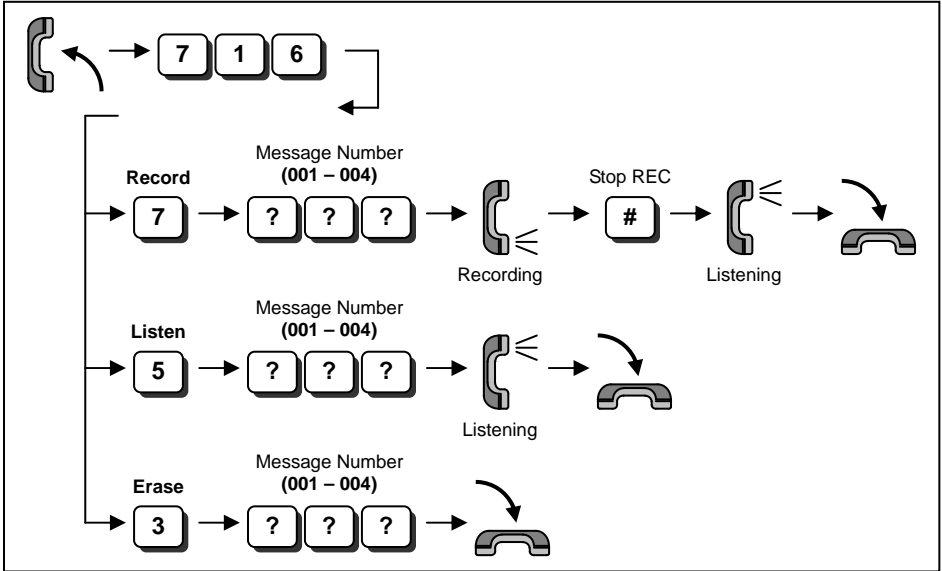 7 1 6
Message Number
(001 – 004)
Record
Stop REC
7 ? ? ? #
Recording
Listening
Message Number
(001 – 004)
Listen
5 ? ? ?
Listening
Message Number
(001 – 004)
Erase
3 ? ? ?